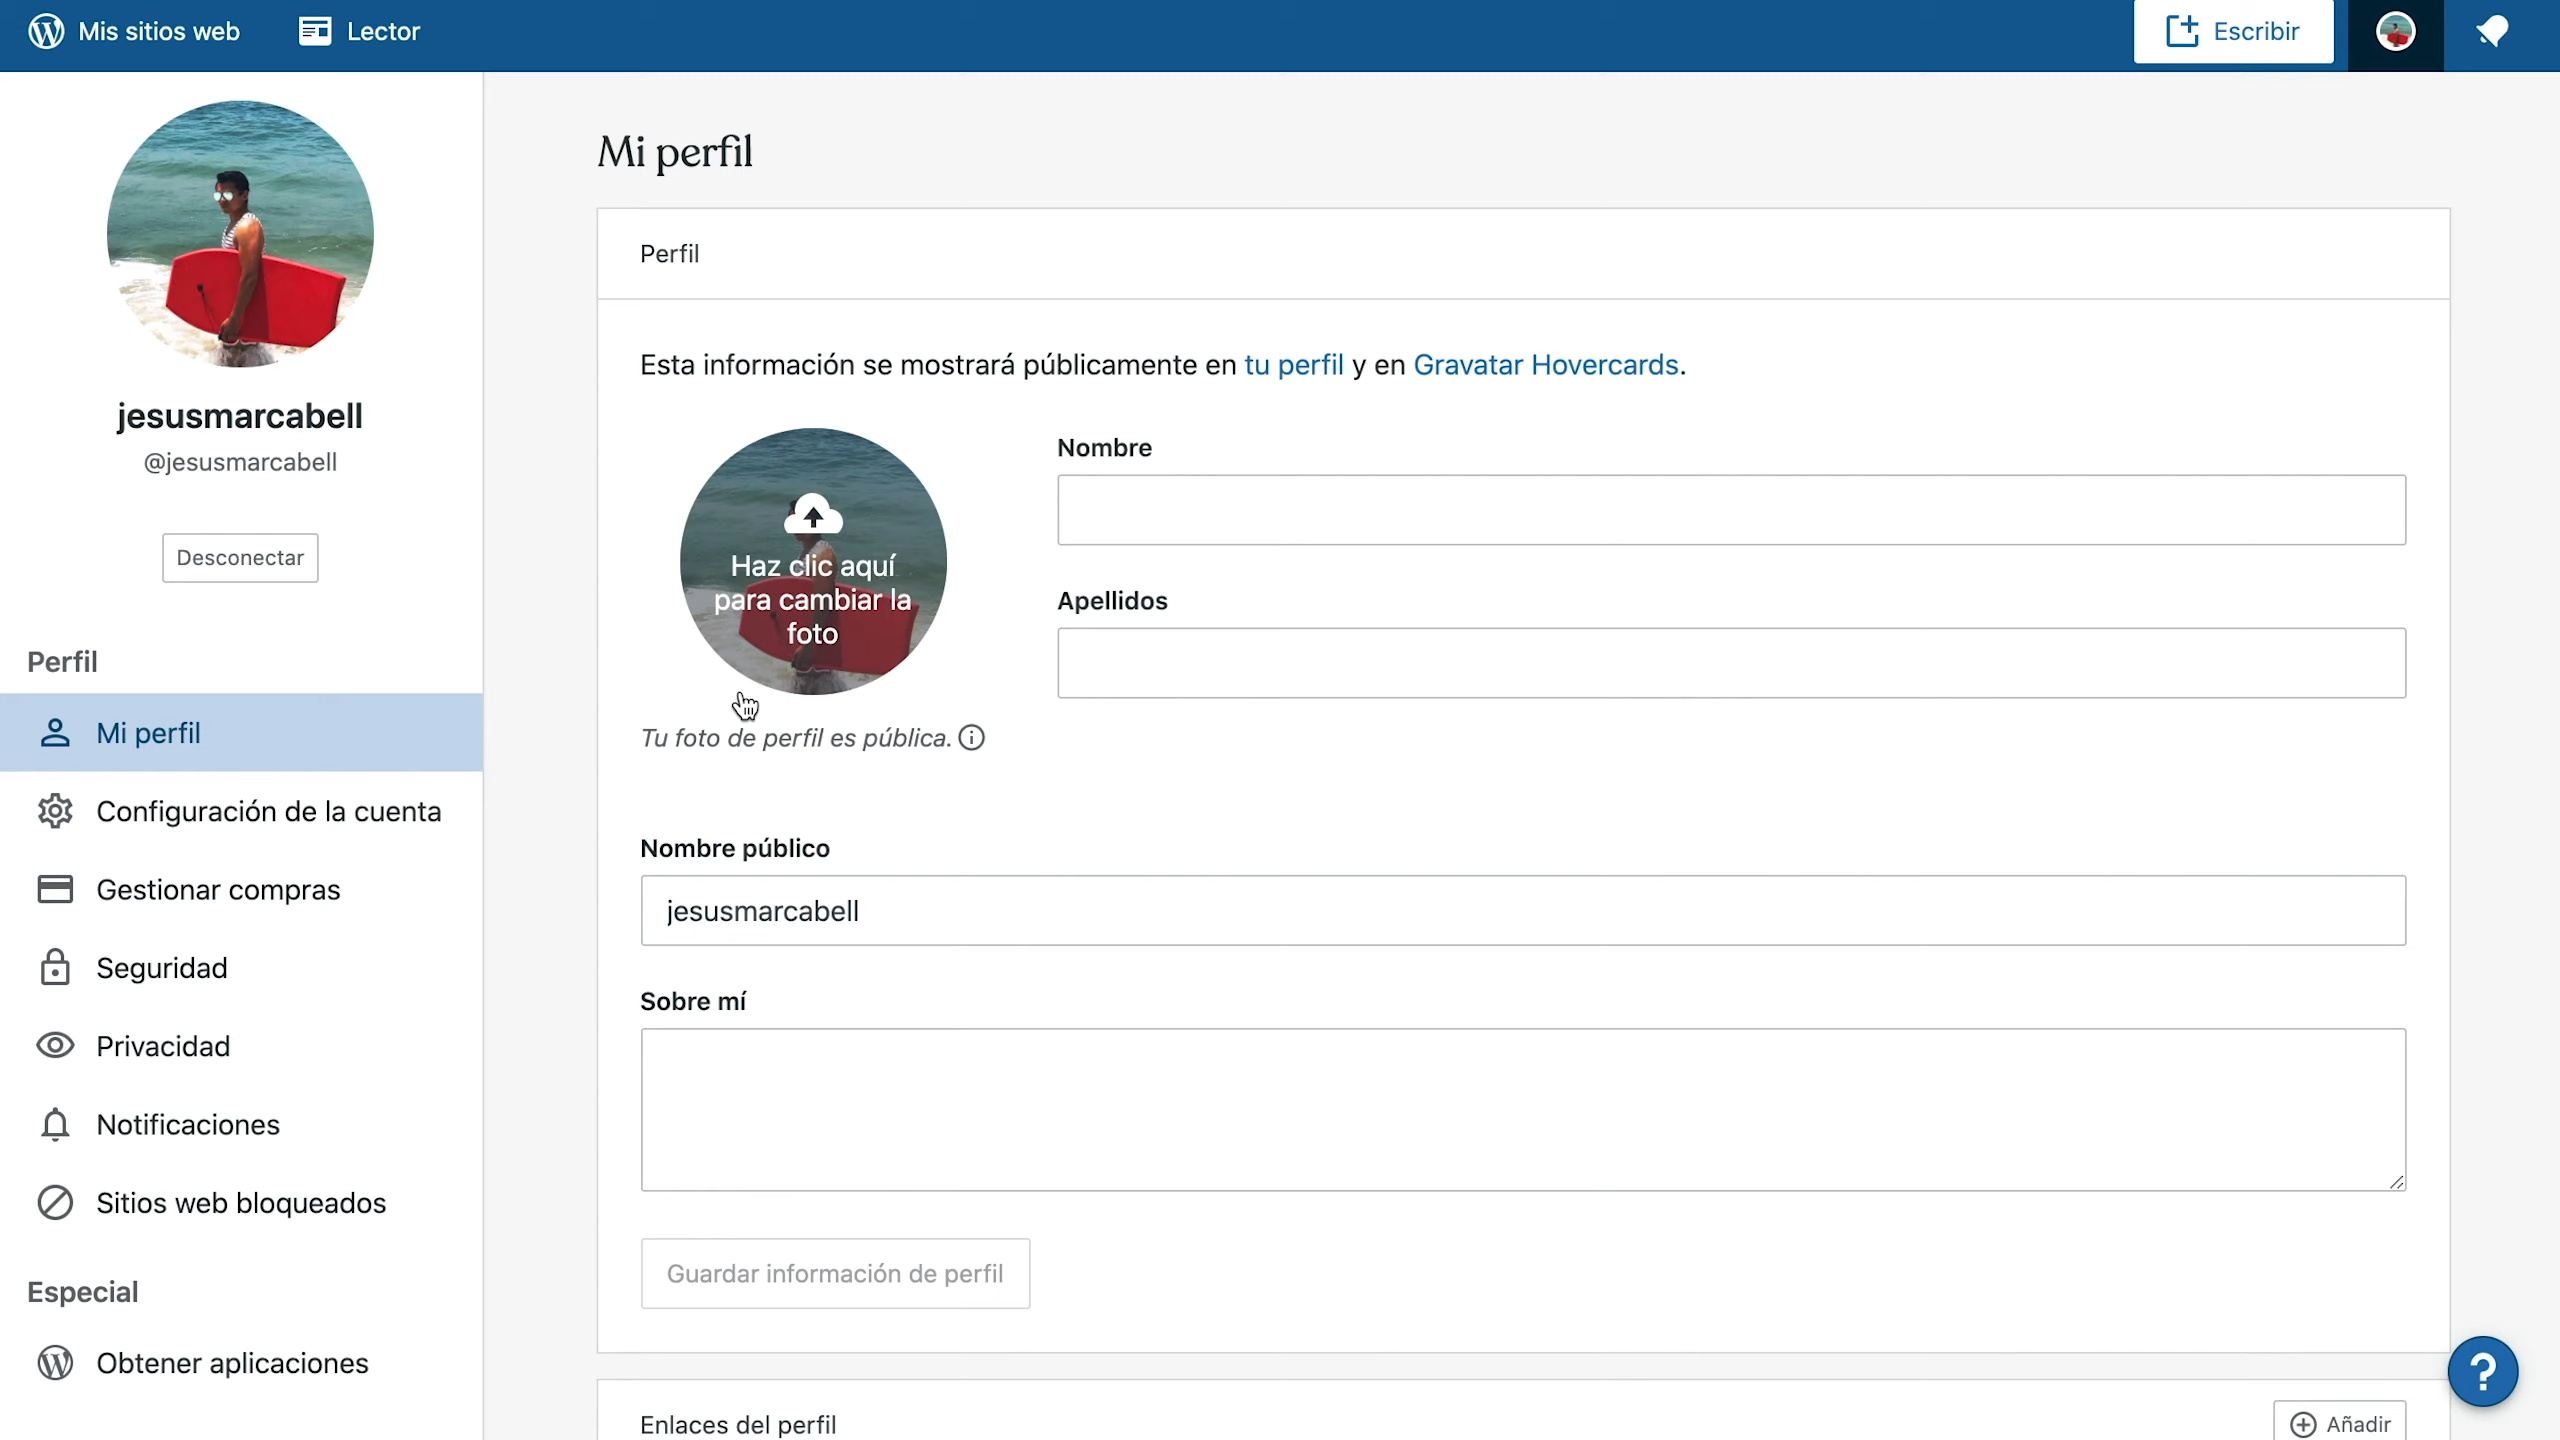 Mis sitios web
Lector
Escribir
jesusmarcabell
@jesusmarcabell
Desconectar
Perfil
Mi perfil
Configuración de la cuenta
Gestionar compras
Seguridad
Privacidad
Notificaciones
Sitios web bloqueados
Especial
Obtener aplicaciones
Mi perfil
Perfil
Esta información se mostrará públicamente en tu perfil y en Gravatar Hovercards.
Haz clic aquí
para cambiar la
foto
Tu foto de perfil es pública.
Nombre
Apellidos
Nombre público
jesusmarcabell
Sobre mí
Guardar información de perfil
Enlaces del perfil
Añadir
?